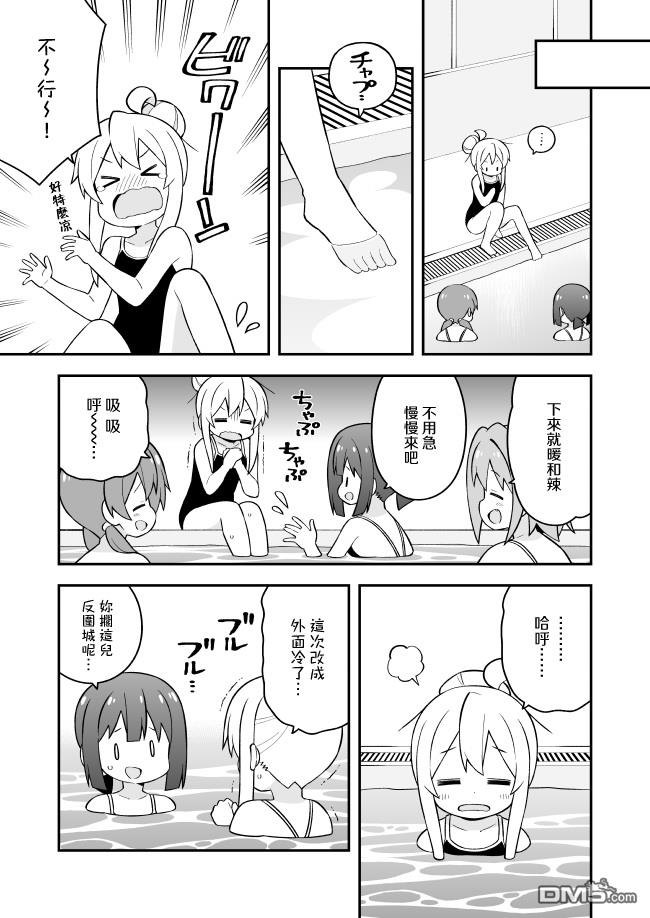 …
チャプ…
ビクーーッ
不～行～！
好特麼凉
下來就暖和辣
不用急
慢慢來吧
ちゃぷ
ちゃぷ
吸吸
呼～～～
………
哈呼……
這次改成
外面冷了…
ブル
ブル…
妳擱這兒
反圍城呢…
DM5.com